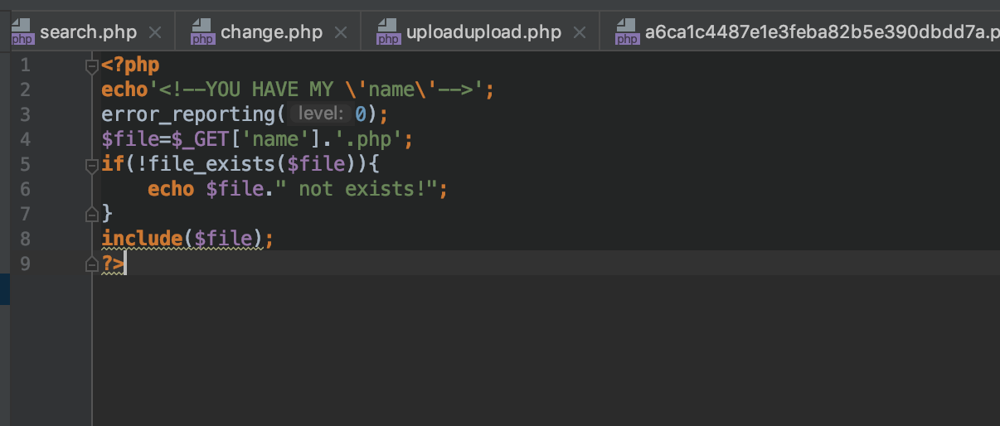 php search.php × php change.php × php uploadupload.php × php a6ca1c4487e1e3feba82b5e390dbdd7a.p
1 <?php
2 echo'<!--YOU HAVE MY \'name\'-->';
3 error_reporting( level: 0);
4 $file=$_GET['name'].'.php';
5 if(!file_exists($file)){
6     echo $file." not exists!";
7 }
8 include($file);
9 ?>